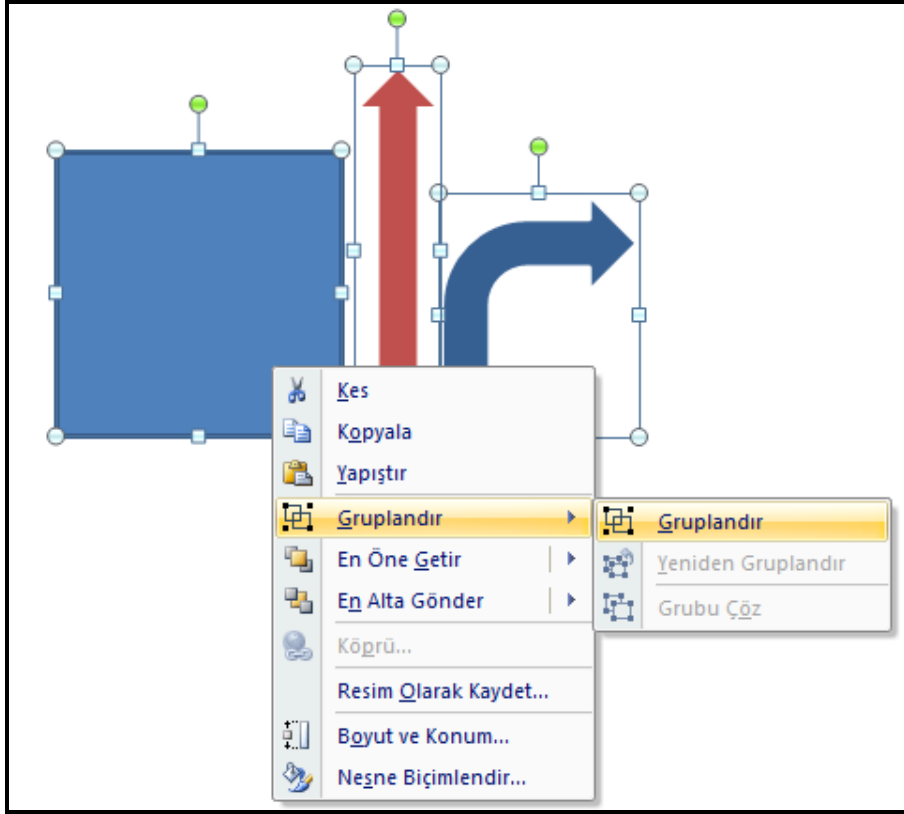 Kes
Kopyala
Yapıştır
Gruplandır
En Öne Getir
En Alta Gönder
Köprü...
Resim Olarak Kaydet...
Boyut ve Konum...
Nesne Biçimlendir...
Gruplandır
Yeniden Gruplandır
Grubu Çöz